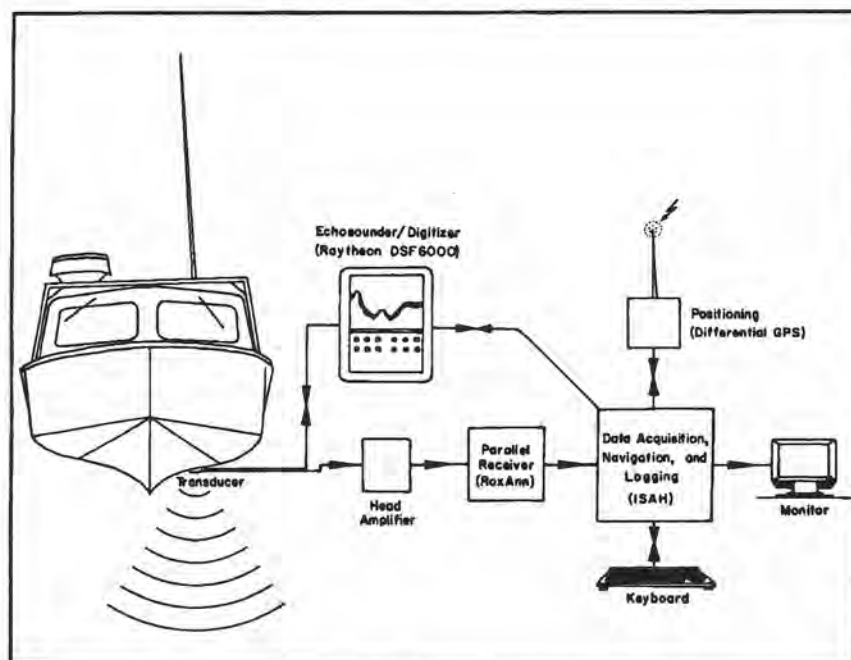 Echosounder/Digitizer
(Raytheon DSF6000)
Positioning
(Differential GPS)
Transducer
Head
Amplifier
Parallel
Receiver
(RoxAnn)
Data Acquisition,
Navigation, and
Logging
(ISAH)
Monitor
Keyboard